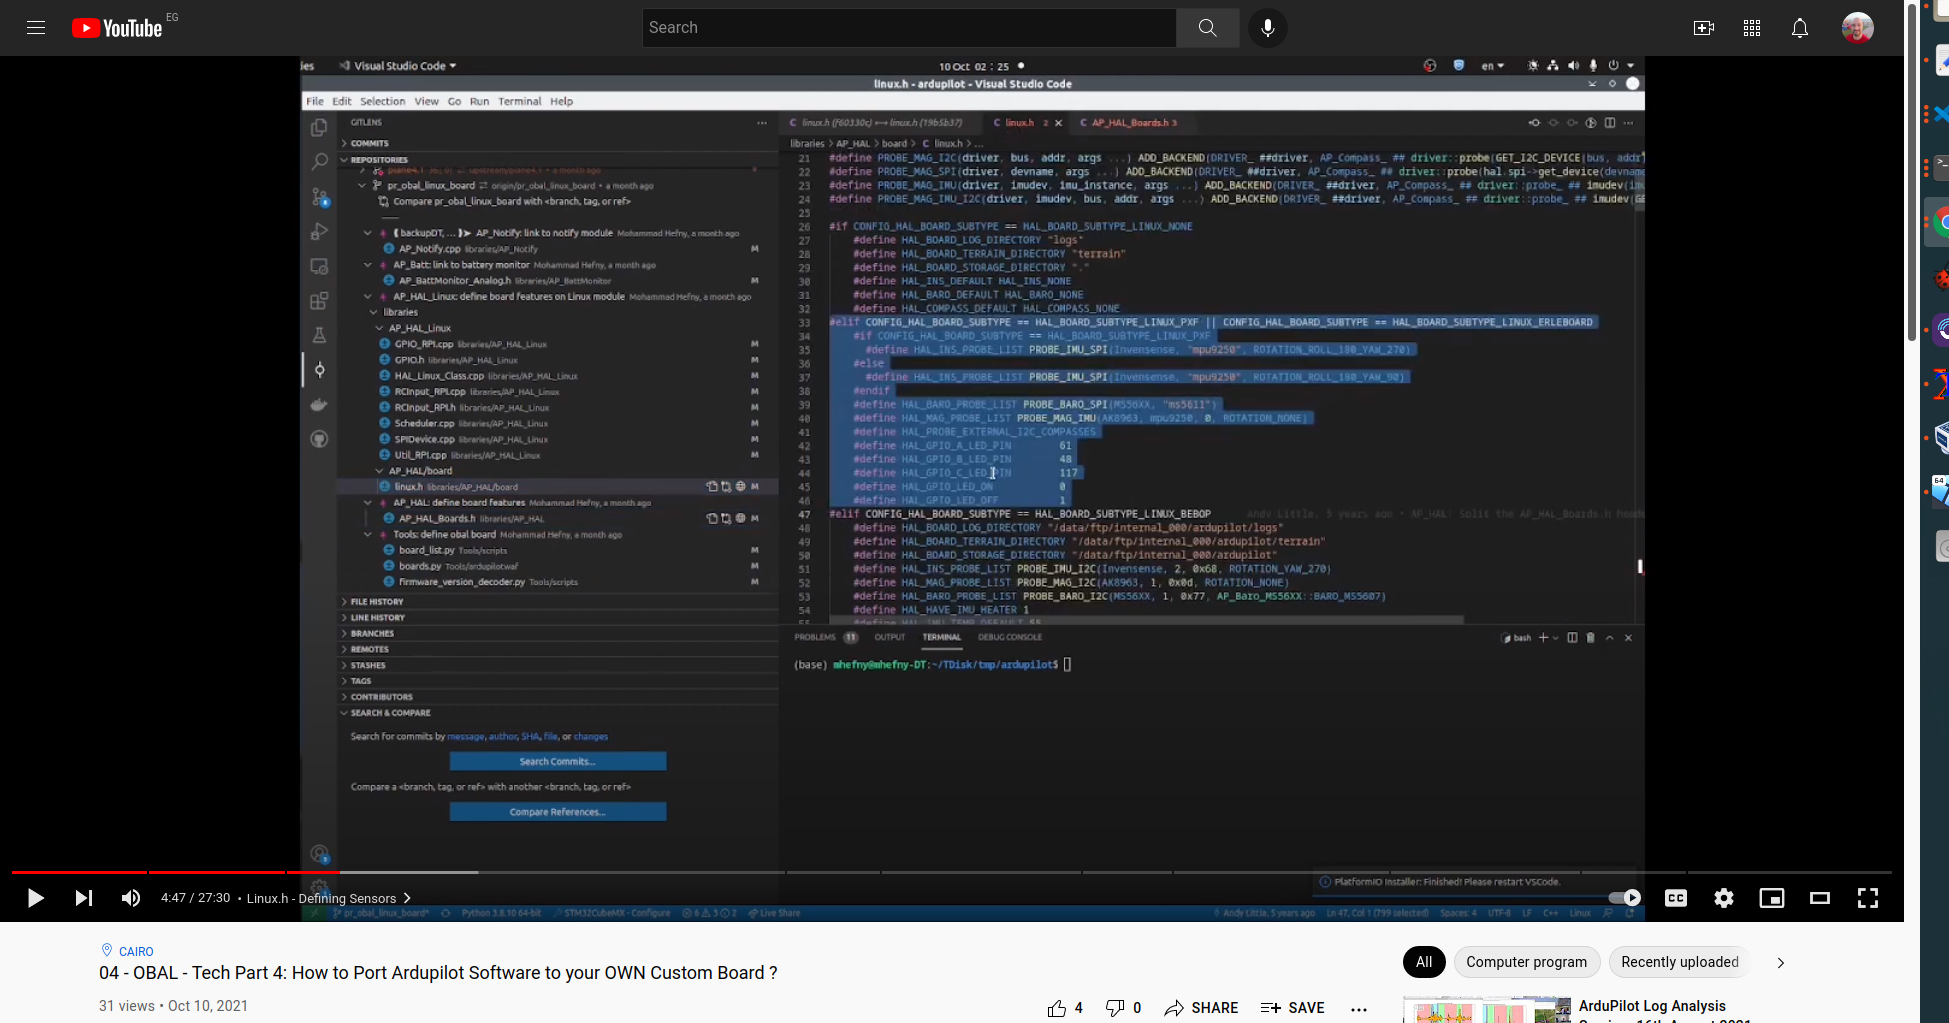 YouTube EG
Search
ies Visual Studio Code 10 Oct 02 : 25 en
linux.h - ardupilot - Visual Studio Code
File Edit Selection View Go Run Terminal Help
GITLENS
COMMITS
REPOSITORIES
pr_obal_linux_board origin/pr_obal_linux_board • a month ago
Compare pr_obal_linux_board with <branch, tag, or ref>
(backupDT, ... ) AP_Notify: link to notify module Mohammad Hefny, a month ago
AP_Notify.cpp libraries/AP_Notify M
AP_Batt: link to battery monitor Mohammad Hefny, a month ago
AP_BattMonitor_Analog.h libraries/AP_BattMonitor M
AP_HAL_Linux: define board features on Linux module Mohammad Hefny, a month ago
libraries
AP_HAL_Linux
GPIO_RPI.cpp libraries/AP_HAL_Linux M
GPIO.h libraries/AP_HAL_Linux M
HAL_Linux_Class.cpp libraries/AP_HAL_Linux M
RCInput_RPI.cpp libraries/AP_HAL_Linux M
RCInput_RPI.h libraries/AP_HAL_Linux M
Scheduler.cpp libraries/AP_HAL_Linux M
SPIDevice.cpp libraries/AP_HAL_Linux M
Util_RPI.cpp libraries/AP_HAL_Linux M
AP_HAL/board
linux.h libraries/AP_HAL/board M
AP_HAL: define board features Mohammad Hefny, a month ago
AP_HAL_Boards.h libraries/AP_HAL M
Tools: define obal board Mohammad Hefny, a month ago
board_list.py Tools/scripts M
boards.py Tools/ardupilotwaf M
firmware_version_decoder.py Tools/scripts M
FILE HISTORY
LINE HISTORY
BRANCHES
REMOTES
STASHES
TAGS
CONTRIBUTORS
SEARCH & COMPARE
Search for commits by message, author, SHA, file, or changes
Search Commits...
Compare a <branch, tag, or ref> with another <branch, tag, or ref>
Compare References...
C linux.h (f60330c) ⟷ linux.h (19b5b37) C linux.h 2 C AP_HAL_Boards.h 3
libraries > AP_HAL > board > C linux.h > ...
21 #define PROBE_MAG_I2C(driver, bus, addr, args ...) ADD_BACKEND(DRIVER_ ##driver, AP_Compass_ ## driver::probe(GET_I2C_DEVICE(bus, addr
22 #define PROBE_MAG_SPI(driver, devname, args ...) ADD_BACKEND(DRIVER_ ##driver, AP_Compass_ ## driver::probe(hal.spi->get_device(devname
23 #define PROBE_MAG_IMU(driver, imudev, imu_instance, args ...) ADD_BACKEND(DRIVER_ ##driver, AP_Compass_ ## driver::probe_ ## imudev(im
24 #define PROBE_MAG_IMU_I2C(driver, imudev, bus, addr, args ...) ADD_BACKEND(DRIVER_ ##driver, AP_Compass_ ## driver::probe_ ## imudev(GE
25
26 #if CONFIG_HAL_BOARD_SUBTYPE == HAL_BOARD_SUBTYPE_LINUX_NONE
27 #define HAL_BOARD_LOG_DIRECTORY "logs"
28 #define HAL_BOARD_TERRAIN_DIRECTORY "terrain"
29 #define HAL_BOARD_STORAGE_DIRECTORY "."
30 #define HAL_INS_DEFAULT HAL_INS_NONE
31 #define HAL_BARO_DEFAULT HAL_BARO_NONE
32 #define HAL_COMPASS_DEFAULT HAL_COMPASS_NONE
33 #elif CONFIG_HAL_BOARD_SUBTYPE == HAL_BOARD_SUBTYPE_LINUX_PXF || CONFIG_HAL_BOARD_SUBTYPE == HAL_BOARD_SUBTYPE_LINUX_ERLEBOARD
34 #if CONFIG_HAL_BOARD_SUBTYPE == HAL_BOARD_SUBTYPE_LINUX_PXF
35 #define HAL_INS_PROBE_LIST PROBE_IMU_SPI(Invensense, "mpu9250", ROTATION_ROLL_180_YAW_270)
36 #else
37 #define HAL_INS_PROBE_LIST PROBE_IMU_SPI(Invensense, "mpu9250", ROTATION_ROLL_180_YAW_90)
38 #endif
39 #define HAL_BARO_PROBE_LIST PROBE_BARO_SPI(MS56XX, "ms5611")
40 #define HAL_MAG_PROBE_LIST PROBE_MAG_IMU(AK8963, mpu9250, 0, ROTATION_NONE)
41 #define HAL_PROBE_EXTERNAL_I2C_COMPASSES
42 #define HAL_GPIO_A_LED_PIN 61
43 #define HAL_GPIO_B_LED_PIN 48
44 #define HAL_GPIO_C_LED_PIN 117
45 #define HAL_GPIO_LED_ON 0
46 #define HAL_GPIO_LED_OFF 1
47 #elif CONFIG_HAL_BOARD_SUBTYPE == HAL_BOARD_SUBTYPE_LINUX_BEBOP Andy Little, 5 years ago • AP_HAL: Split the AP_HAL_Boards.h
48 #define HAL_BOARD_LOG_DIRECTORY "/data/ftp/internal_000/ardupilot/logs"
49 #define HAL_BOARD_TERRAIN_DIRECTORY "/data/ftp/internal_000/ardupilot/terrain"
50 #define HAL_BOARD_STORAGE_DIRECTORY "/data/ftp/internal_000/ardupilot"
51 #define HAL_INS_PROBE_LIST PROBE_IMU_I2C(Invensense, 2, 0x68, ROTATION_YAW_270)
52 #define HAL_MAG_PROBE_LIST PROBE_MAG_I2C(AK8963, 1, 0x0d, ROTATION_NONE)
53 #define HAL_BARO_PROBE_LIST PROBE_BARO_I2C(MS56XX, 1, 0x77, AP_Baro_MS56XX::BARO_MS5607)
54 #define HAL_HAVE_IMU_HEATER 1
PROBLEMS 11 OUTPUT TERMINAL DEBUG CONSOLE bash
(base) mhefny@mhefny-DT:~/TDisk/tmp/ardupilot$
PlatformIO Installer: Finished! Please restart VSCode.
4:47 / 27:30 • Linux.h - Defining Sensors
CC
pr_obal_linux_board* Python 3.8.10 64-bit STM32CubeMX - Configure 6 3 2 Live Share Andy Little, 5 years ago Ln 47, Col 1 (799 selected) Spaces: 4 UTF-8 LF C++ Linux
CAIRO
04 - OBAL - Tech Part 4: How to Port Ardupilot Software to your OWN Custom Board ?
31 views • Oct 10, 2021
4 0 SHARE SAVE
All Computer program Recently uploaded
ArduPilot Log Analysis
64